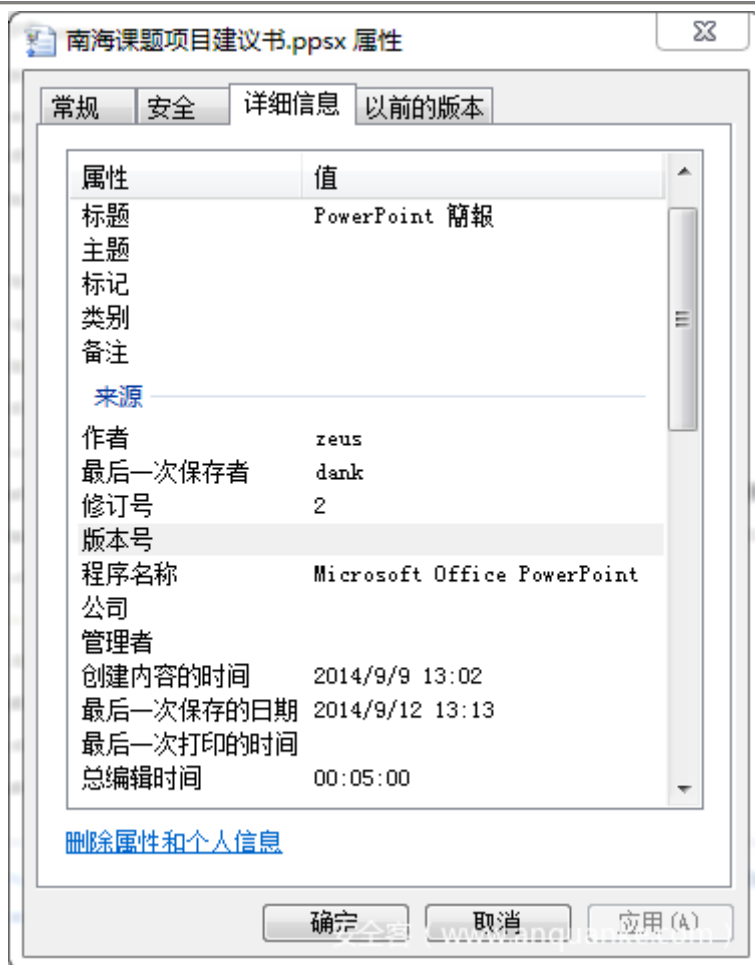 南海课题项目建议书.ppsx 属性
常规 安全 详细信息 以前的版本
属性 值
标题 PowerPoint 簡報
主题
标记
类别
备注
来源
作者 zeus
最后一次保存者 dank
修订号 2
版本号
程序名称 Microsoft Office PowerPoint
公司
管理者
创建内容的时间 2014/9/9 13:02
最后一次保存的日期 2014/9/12 13:13
最后一次打印的时间
总编辑时间 00:05:00
删除属性和个人信息
确定 取消 应用(A)
安全客 ( www.anquanke.com )